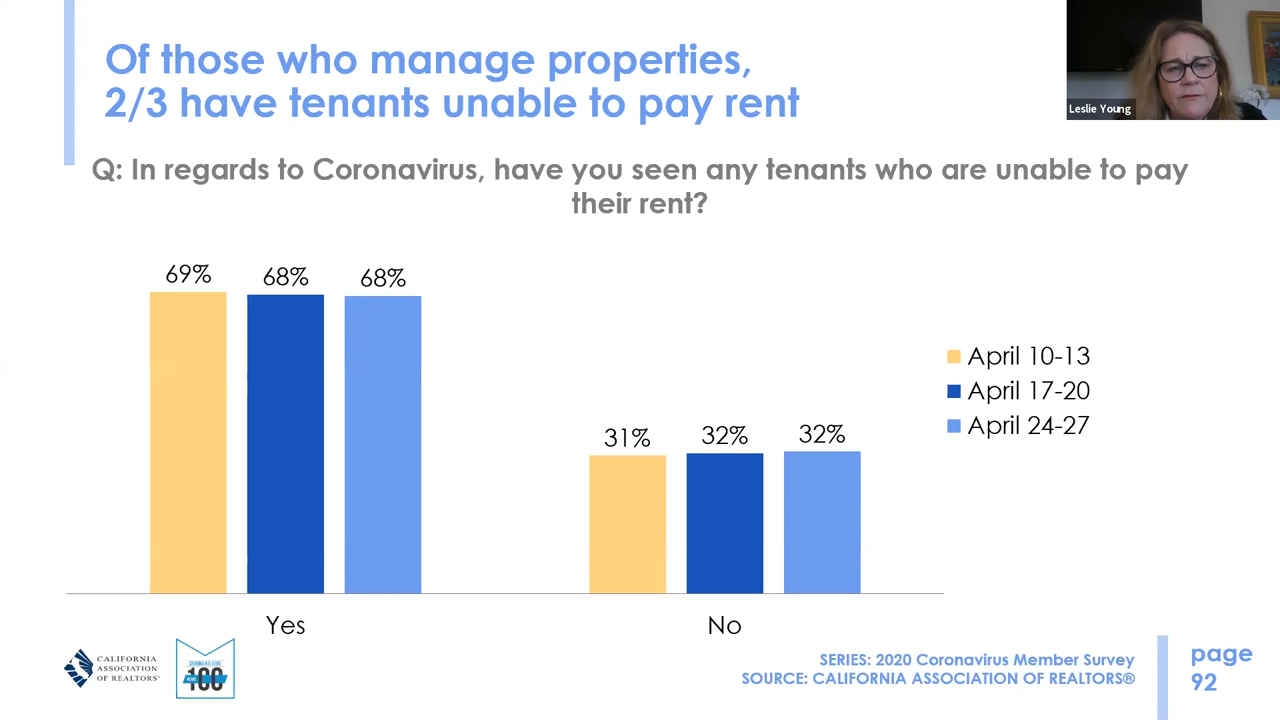 Of those who manage properties,
2/3 have tenants unable to pay rent
Leslie Young
Q: In regards to Coronavirus, have you seen any tenants who are unable to pay
their rent?
69%
68%
68%
31%
32%
32%
April 10-13
April 17-20
April 24-27
Yes
No
CALIFORNIA
ASSOCIATION
OF REALTORS®
100
SERIES: 2020 Coronavirus Member Survey
SOURCE: CALIFORNIA ASSOCIATION OF REALTORS®
page
92